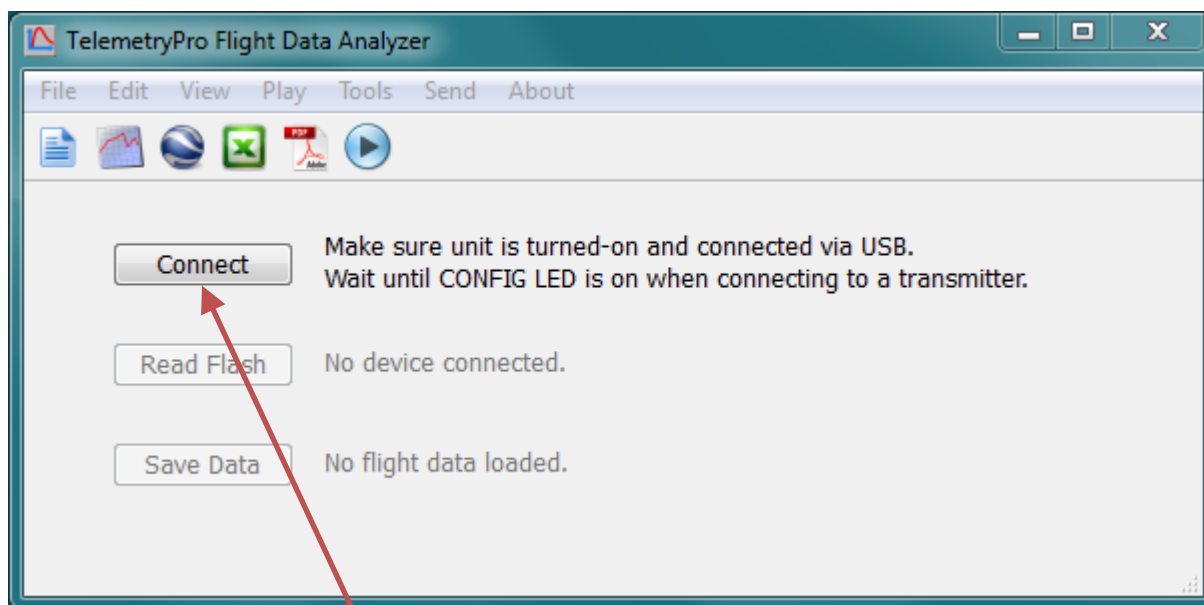 TelemetryPro Flight Data Analyzer
File Edit View Play Tools Send About
PDF
Adobe
Connect
Make sure unit is turned-on and connected via USB.
Wait until CONFIG LED is on when connecting to a transmitter.
Read Flash
No device connected.
Save Data
No flight data loaded.